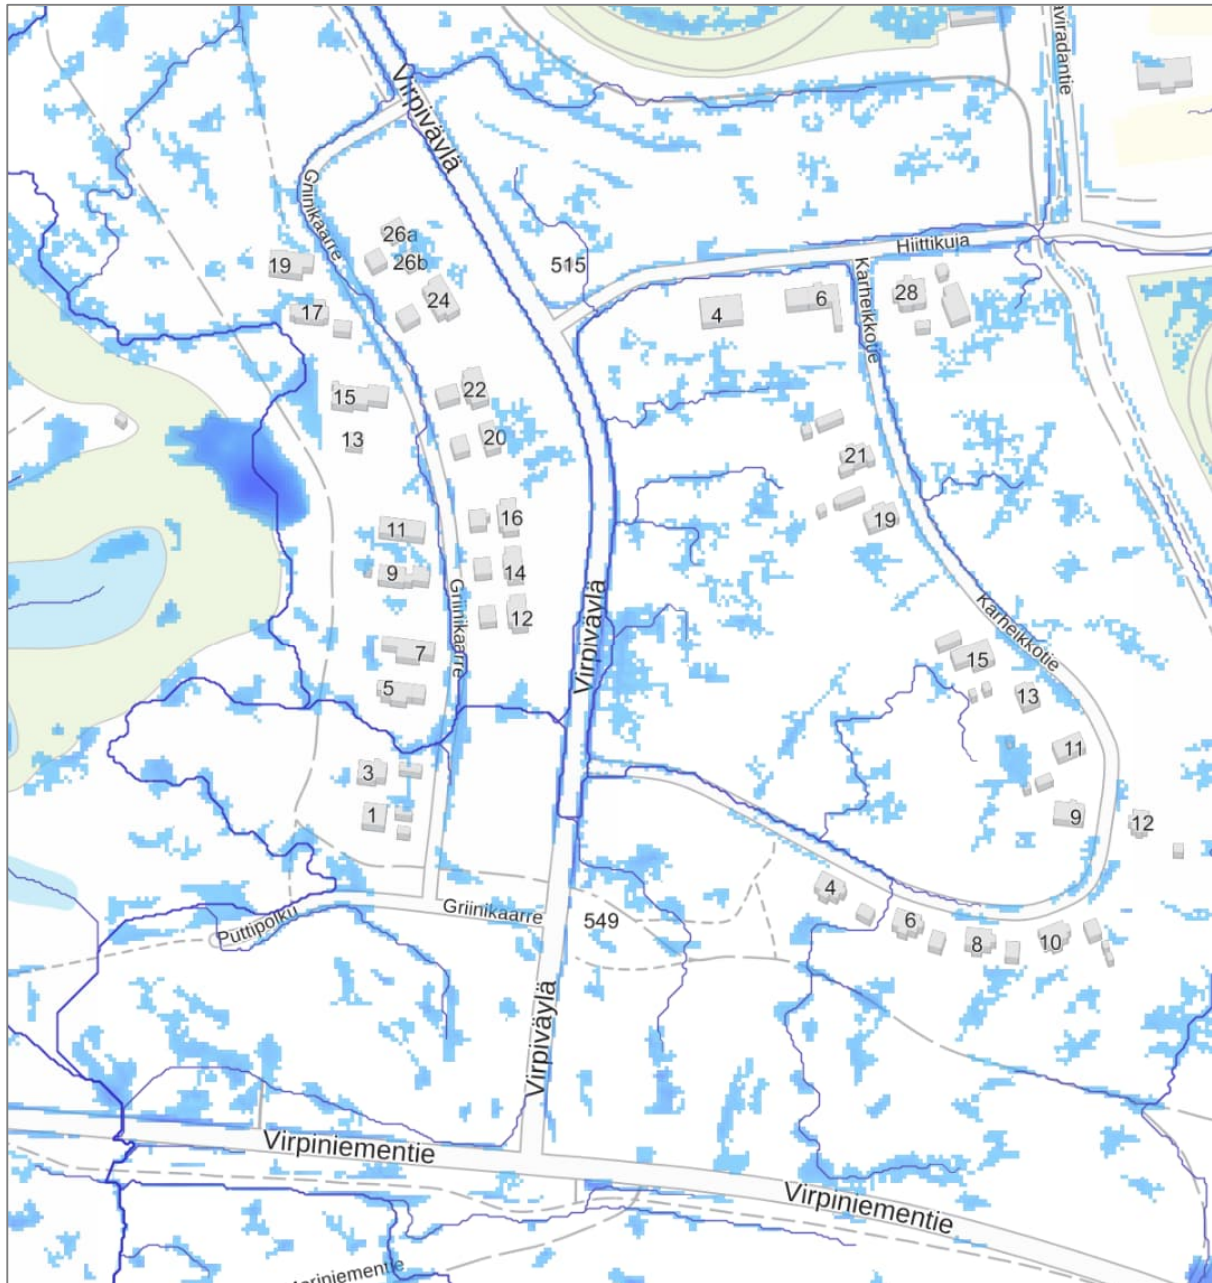 aviradantie
Virpiväylä
Griinikaarre
26a
Hiittikuja
19
26b
515
Karheikkotie
28
24
6
17
4
22
15
13
20
21
16
19
11
14
9
Griinikaarre
Virpiväylä
12
Karheikkotie
7
15
5
13
11
3
1
9
12
4
Griinikaarre
549
6
Puttipolku
8
10
Virpiväylä
Virpiniementie
Virpiniementie